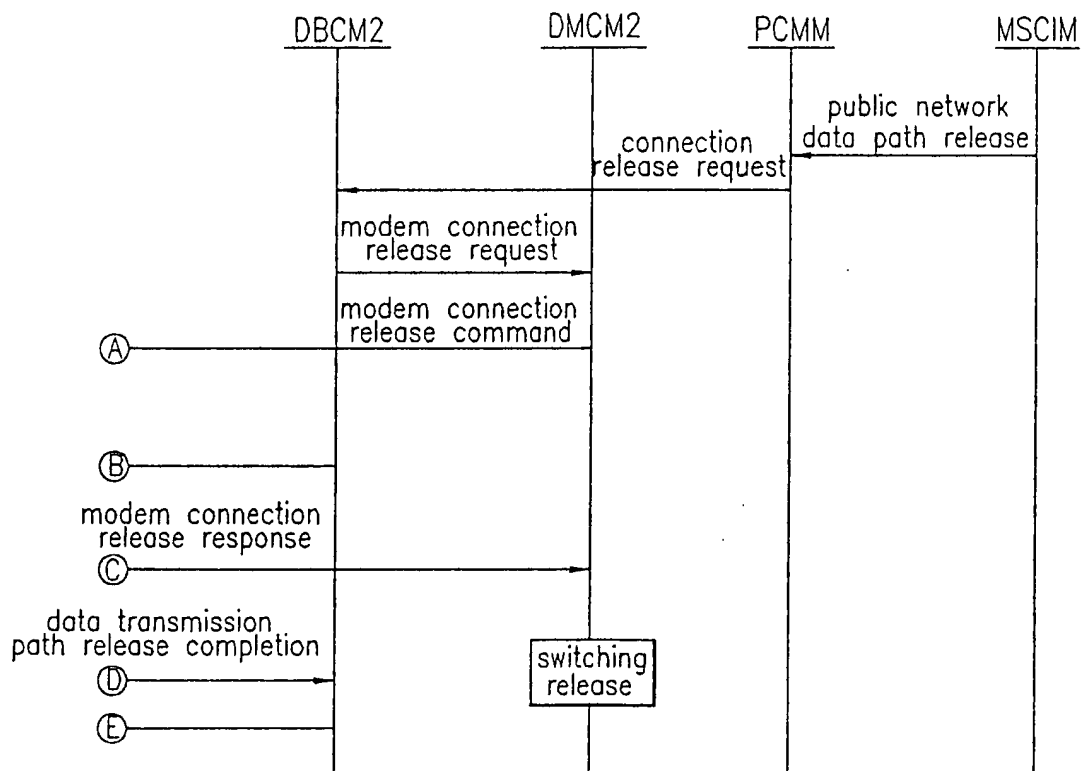 DBCM2 DMCM2 PCMM MSCIM
public network
data path release
connection
release request
modem connection
release request
modem connection
release command
A
B
modem connection
release response
C
data transmission
path release completion
D
switching
release
E